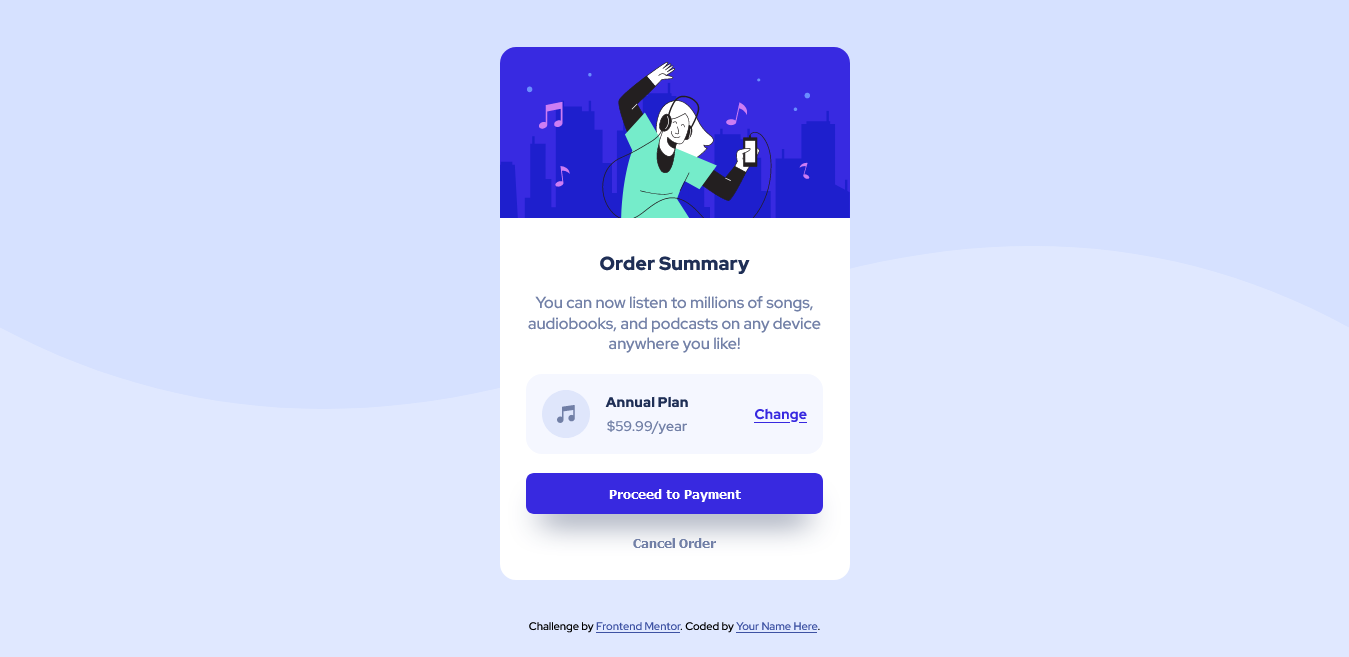 Order Summary
You can now listen to millions of songs,
audiobooks, and podcasts on any device
anywhere you like!
Annual Plan
$59.99/year
Change
Proceed to Payment
Cancel Order
Challenge by Frontend Mentor. Coded by Your Name Here.